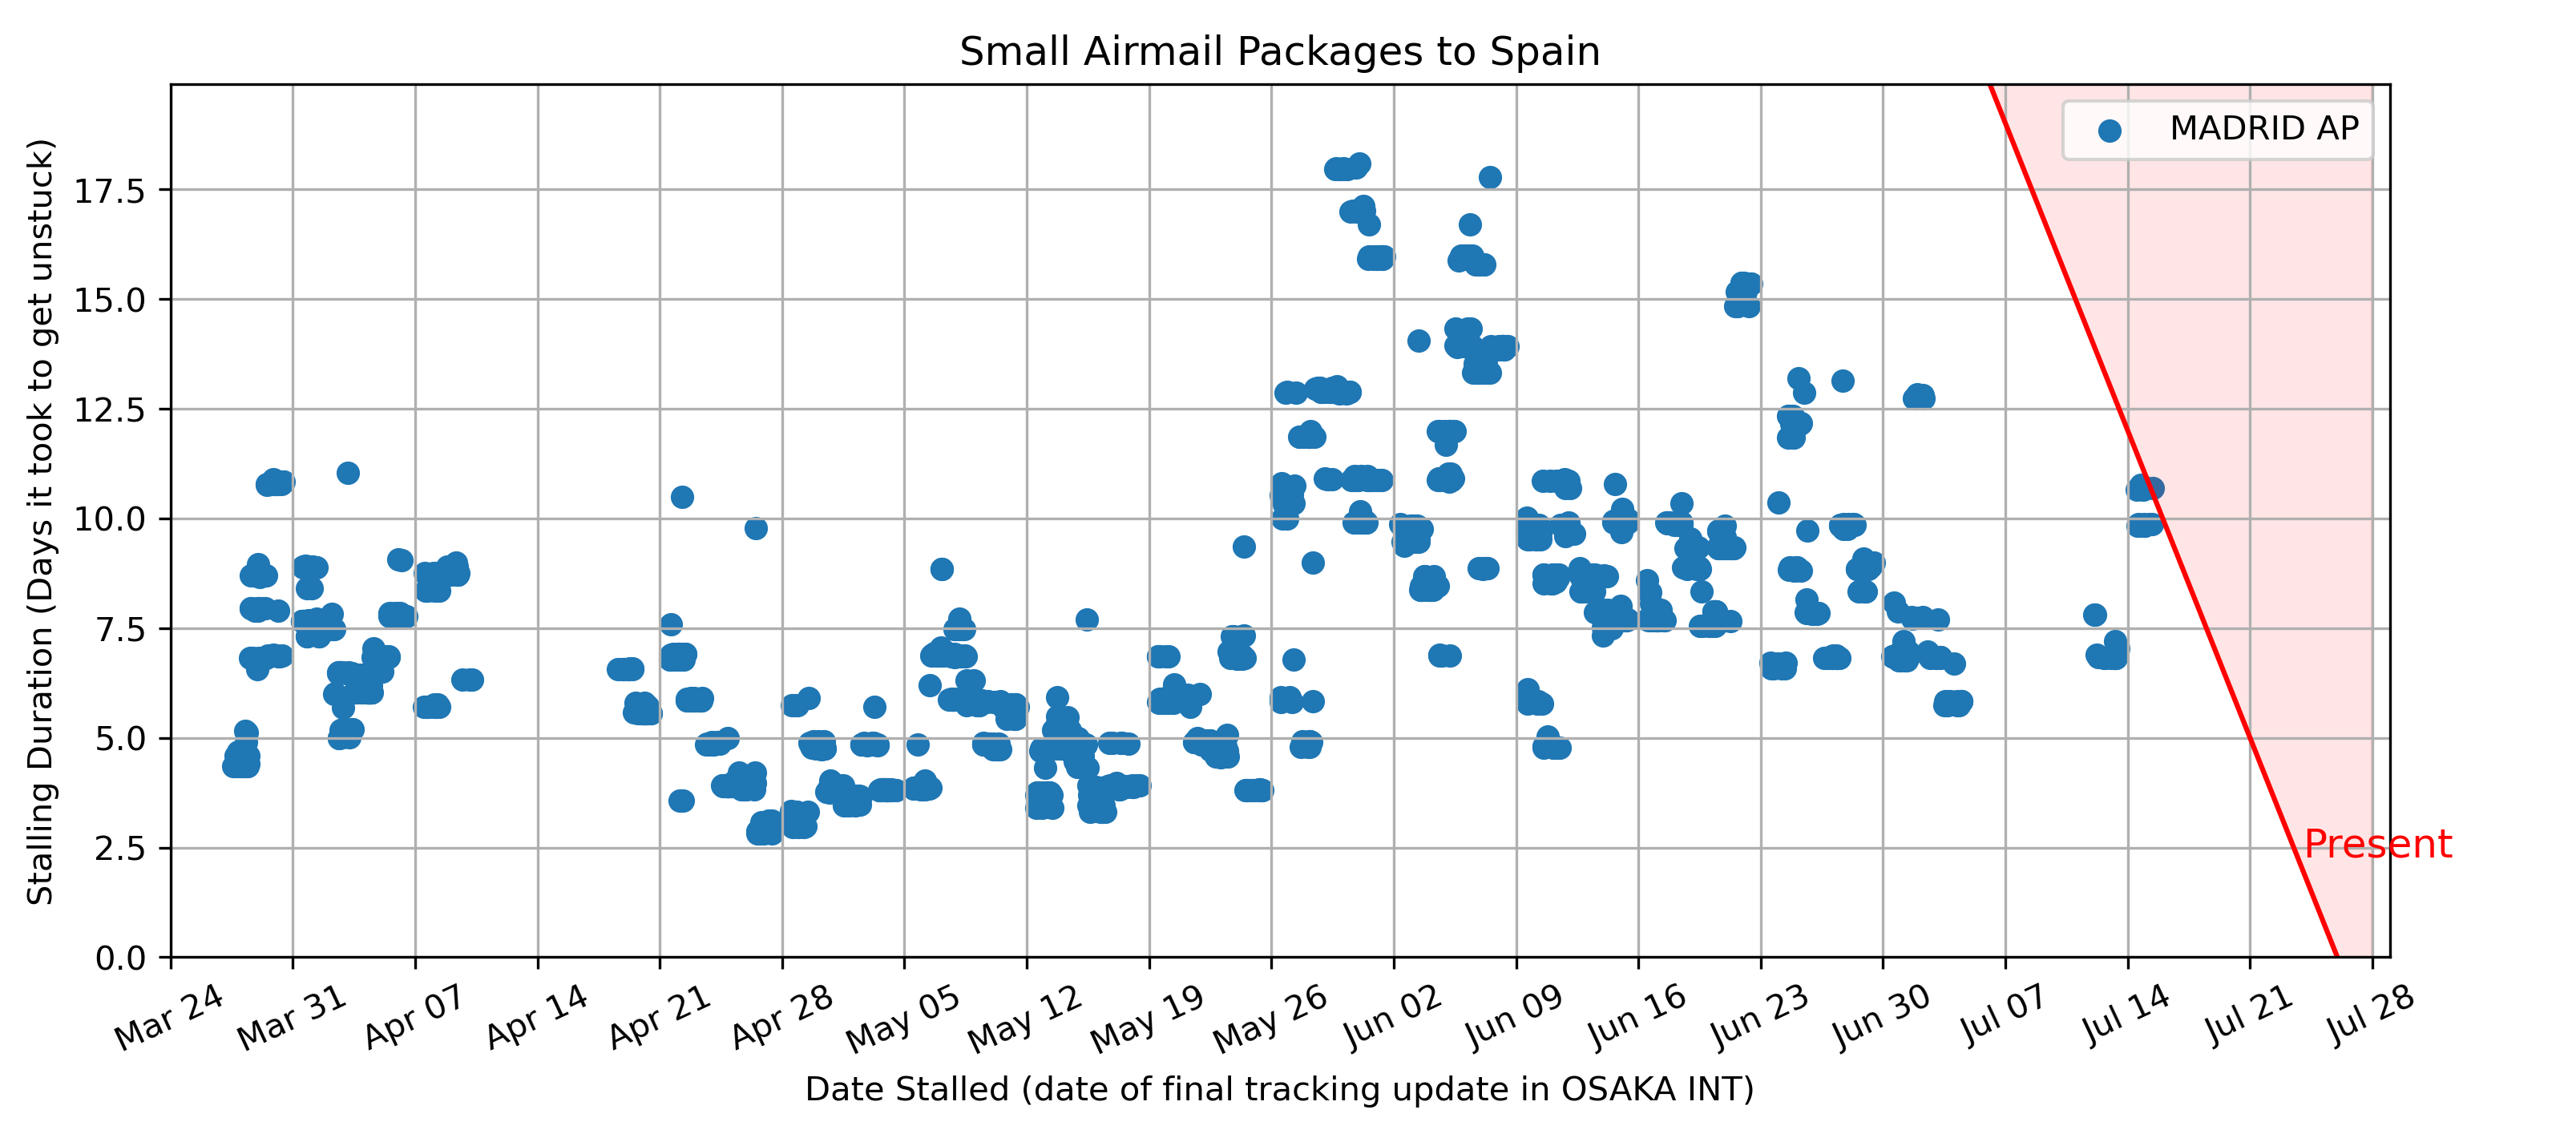 Small Airmail Packages to Spain
MADRID AP
Stalling Duration (Days it took to get unstuck)
17.5
15.0
12.5
10.0
7.5
5.0
2.5
0.0
Present
Mar 24 Mar 31 Apr 07 Apr 14 Apr 21 Apr 28 May 05 May 12 May 19 May 26 Jun 02 Jun 09 Jun 16 Jun 23 Jun 30 Jul 07 Jul 14 Jul 21 Jul 28
Date Stalled (date of final tracking update in OSAKA INT)